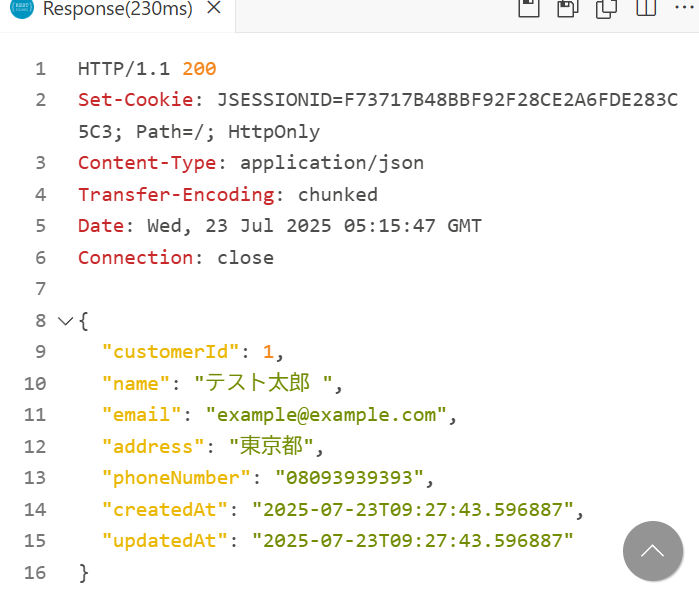 Response(230ms) ×
1 HTTP/1.1 200
2 Set-Cookie: JSESSIONID=F73717B48BBF92F28CE2A6FDE283C
5C3; Path=/; HttpOnly
3 Content-Type: application/json
4 Transfer-Encoding: chunked
5 Date: Wed, 23 Jul 2025 05:15:47 GMT
6 Connection: close
7
8 {
9 "customerId": 1,
10 "name": "テスト太郎 ",
11 "email": "example@example.com",
12 "address": "東京都",
13 "phoneNumber": "08093939393",
14 "createdAt": "2025-07-23T09:27:43.596887",
15 "updatedAt": "2025-07-23T09:27:43.596887"
16 }